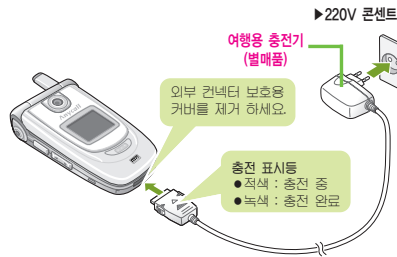 ▶220V 콘센트
여행용 충전기
(별매품)
외부 컨넥터 보호용
커버를 제거 하세요.
Anycall
충전 표시등
●적색 : 충전 중
●녹색 : 충전 완료